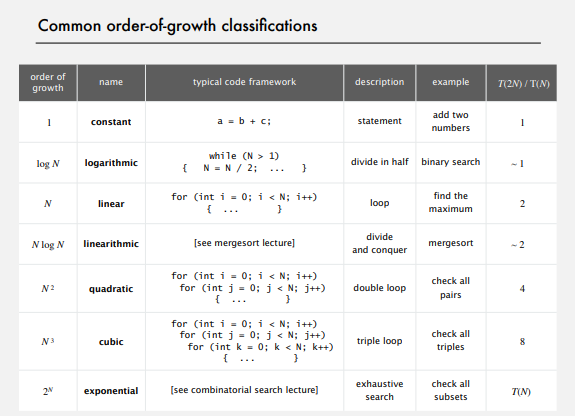 Common order-of-growth classifications
order of
growth
name
typical code framework
description
example
T(2N) / T(N)
1
constant
a = b + c;
statement
add two
numbers
1
log N
logarithmic
while (N > 1)
{ N = N / 2; ... }
divide in half
binary search
~ 1
N
linear
for (int i = 0; i < N; i++)
{ ... }
loop
find the
maximum
2
N log N
linearithmic
[see mergesort lecture]
divide
and conquer
mergesort
~ 2
N²
quadratic
for (int i = 0; i < N; i++)
for (int j = 0; j < N; j++)
{ ... }
double loop
check all
pairs
4
N³
cubic
for (int i = 0; i < N; i++)
for (int j = 0; j < N; j++)
for (int k = 0; k < N; k++)
{ ... }
triple loop
check all
triples
8
2ᴺ
exponential
[see combinatorial search lecture]
exhaustive
search
check all
subsets
T(N)